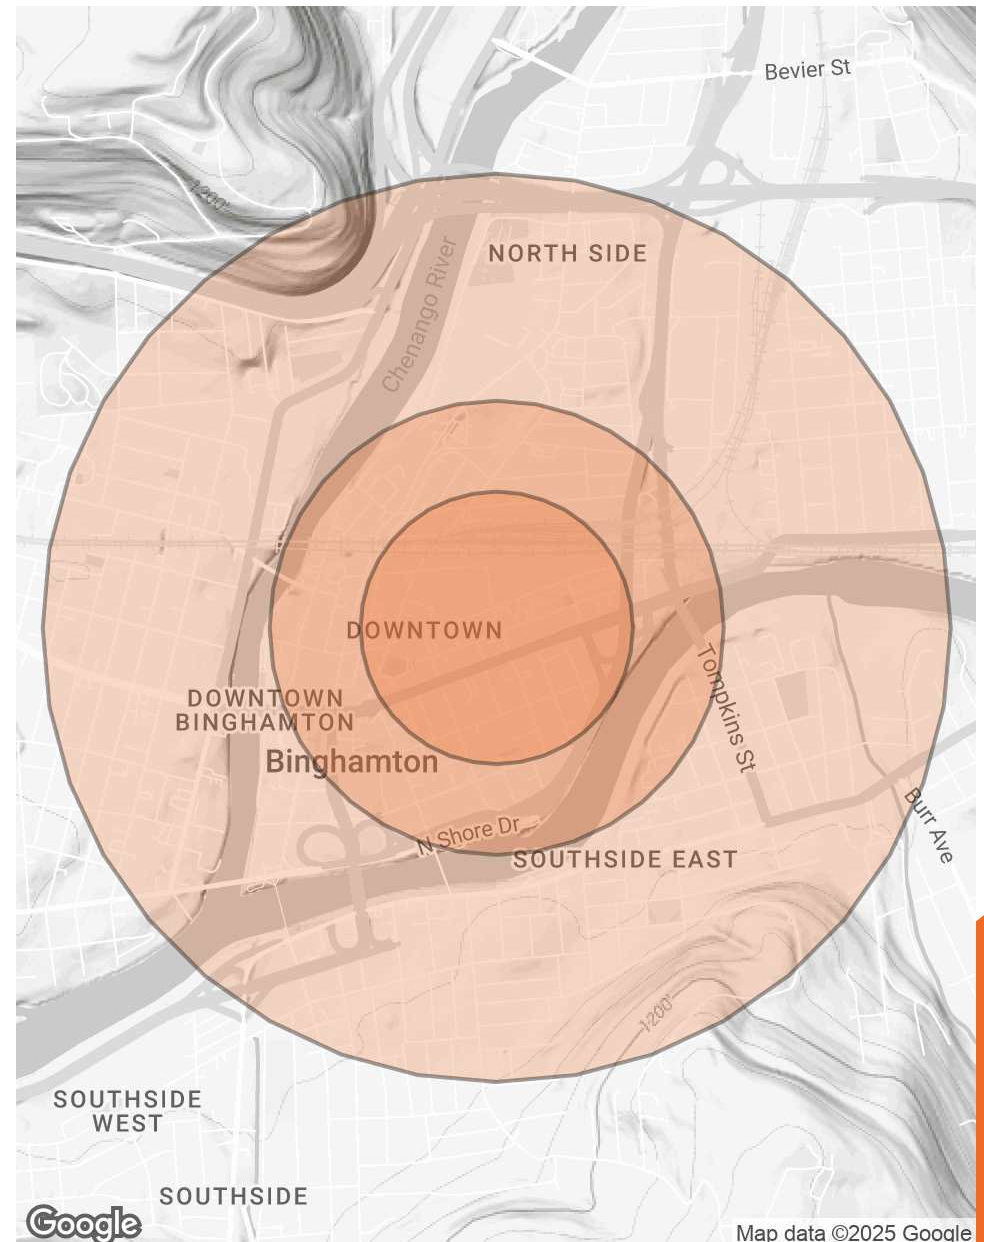 Bevier St
1200'
NORTH SIDE
Chenango River
DOWNTOWN
DOWNTOWN
BINGHAMTON
Tompkins St
Binghamton
Burr Ave
N Shore Dr
SOUTHSIDE EAST
1200'
SOUTHSIDE
WEST
SOUTHSIDE
Google
Map data ©2025 Google